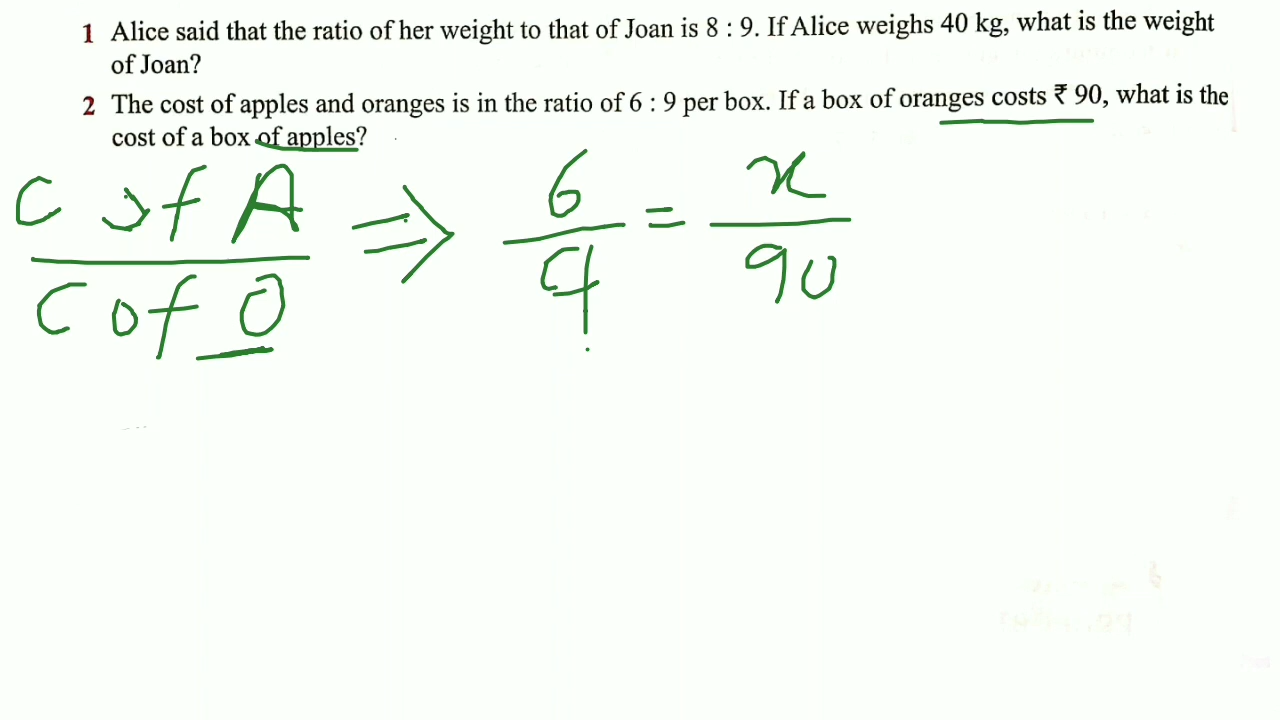 1 Alice said that the ratio of her weight to that of Joan is 8 : 9. If Alice weighs 40 kg, what is the weight
of Joan?
2 The cost of apples and oranges is in the ratio of 6 : 9 per box. If a box of oranges costs ₹ 90, what is the
cost of a box of apples?
C of A ⇒ 6 = x
C of O 9 90